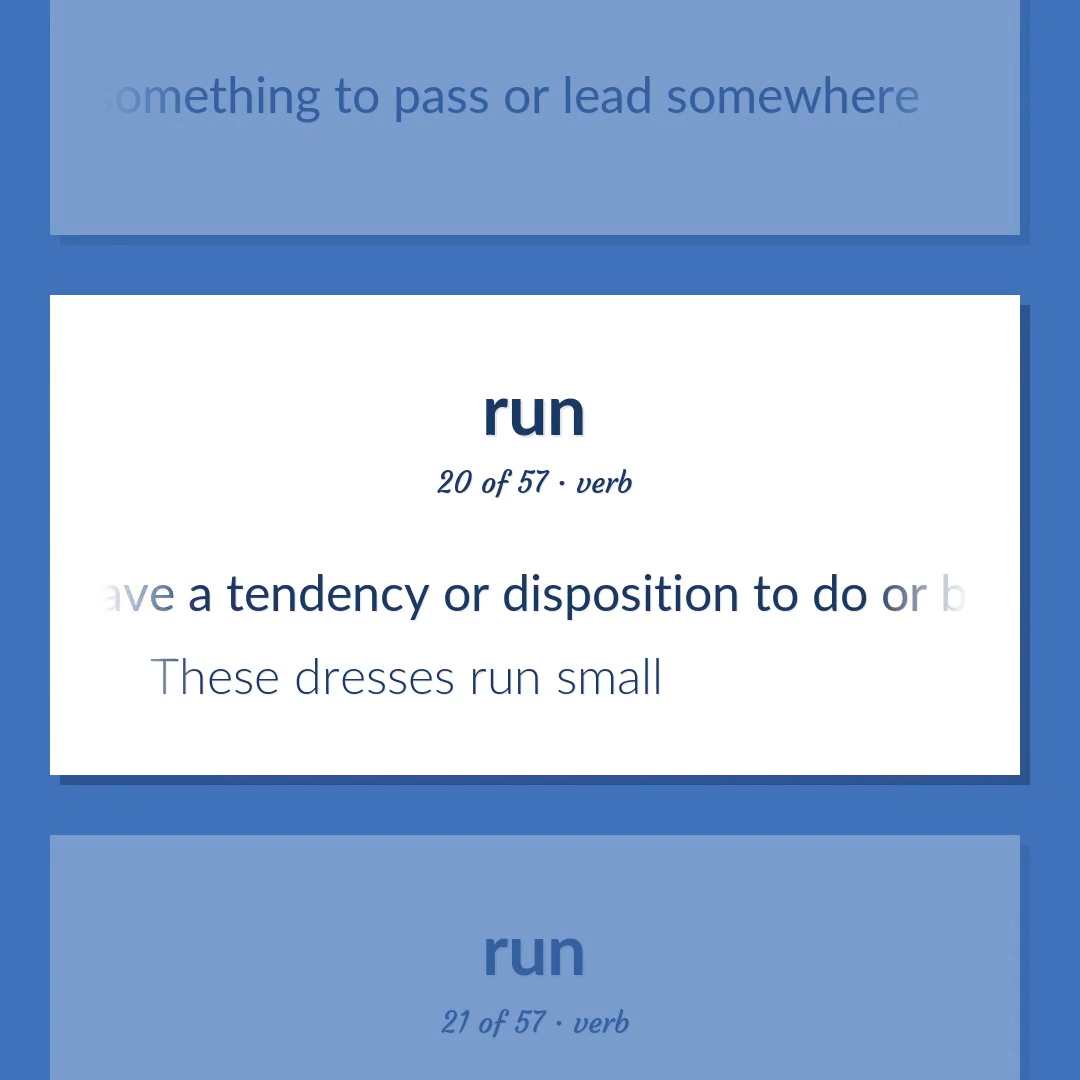 something to pass or lead somewhere
run
20 of 57 · verb
ave a tendency or disposition to do or b
These dresses run small
run
21 of 57 · verb